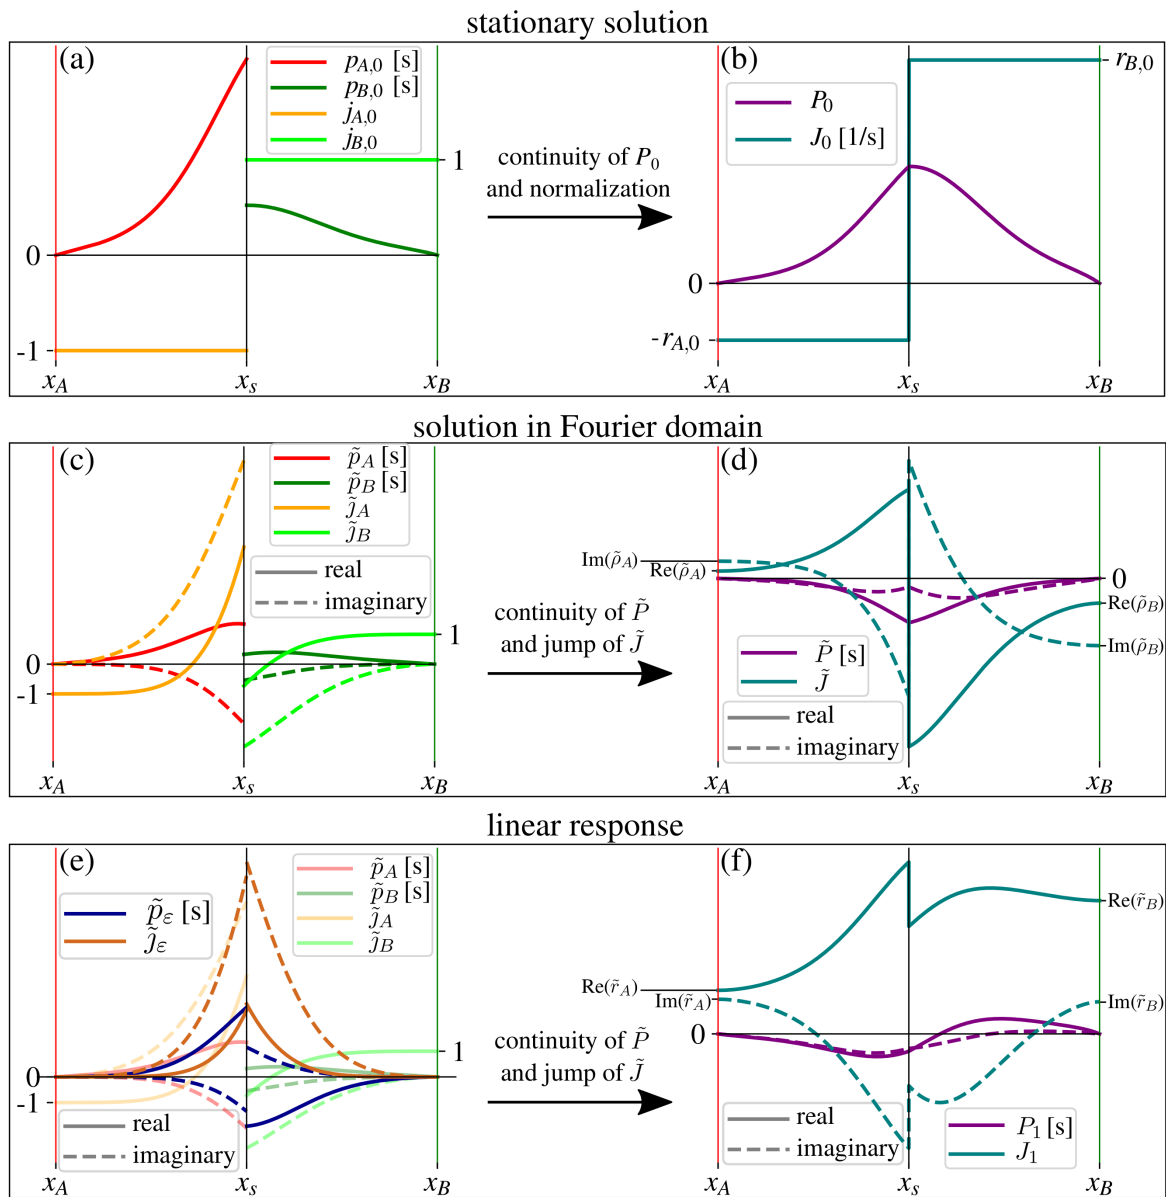 stationary solution
(a)
p_{A,0} [s]
p_{B,0} [s]
j_{A,0}
j_{B,0}
1
0
-1
x_A
x_s
x_B
continuity of P_0
and normalization
(b)
P_0
J_0 [1/s]
r_{B,0}
0
-r_{A,0}
x_A
x_s
x_B
solution in Fourier domain
(c)
p̃_A [s]
p̃_B [s]
j̃_A
j̃_B
real
imaginary
1
0
-1
x_A
x_s
x_B
continuity of P̃
and jump of J̃
(d)
Im(ρ̃_A)
Re(ρ̃_A)
0
Re(ρ̃_B)
Im(ρ̃_B)
P̃ [s]
J̃
real
imaginary
x_A
x_s
x_B
linear response
(e)
p̃_ε [s]
j̃_ε
p̃_A [s]
p̃_B [s]
j̃_A
j̃_B
1
0
-1
real
imaginary
x_A
x_s
x_B
continuity of P̃
and jump of J̃
(f)
Re(r̃_A)
Im(r̃_A)
0
Re(r̃_B)
Im(r̃_B)
real
imaginary
P_1 [s]
J_1
x_A
x_s
x_B